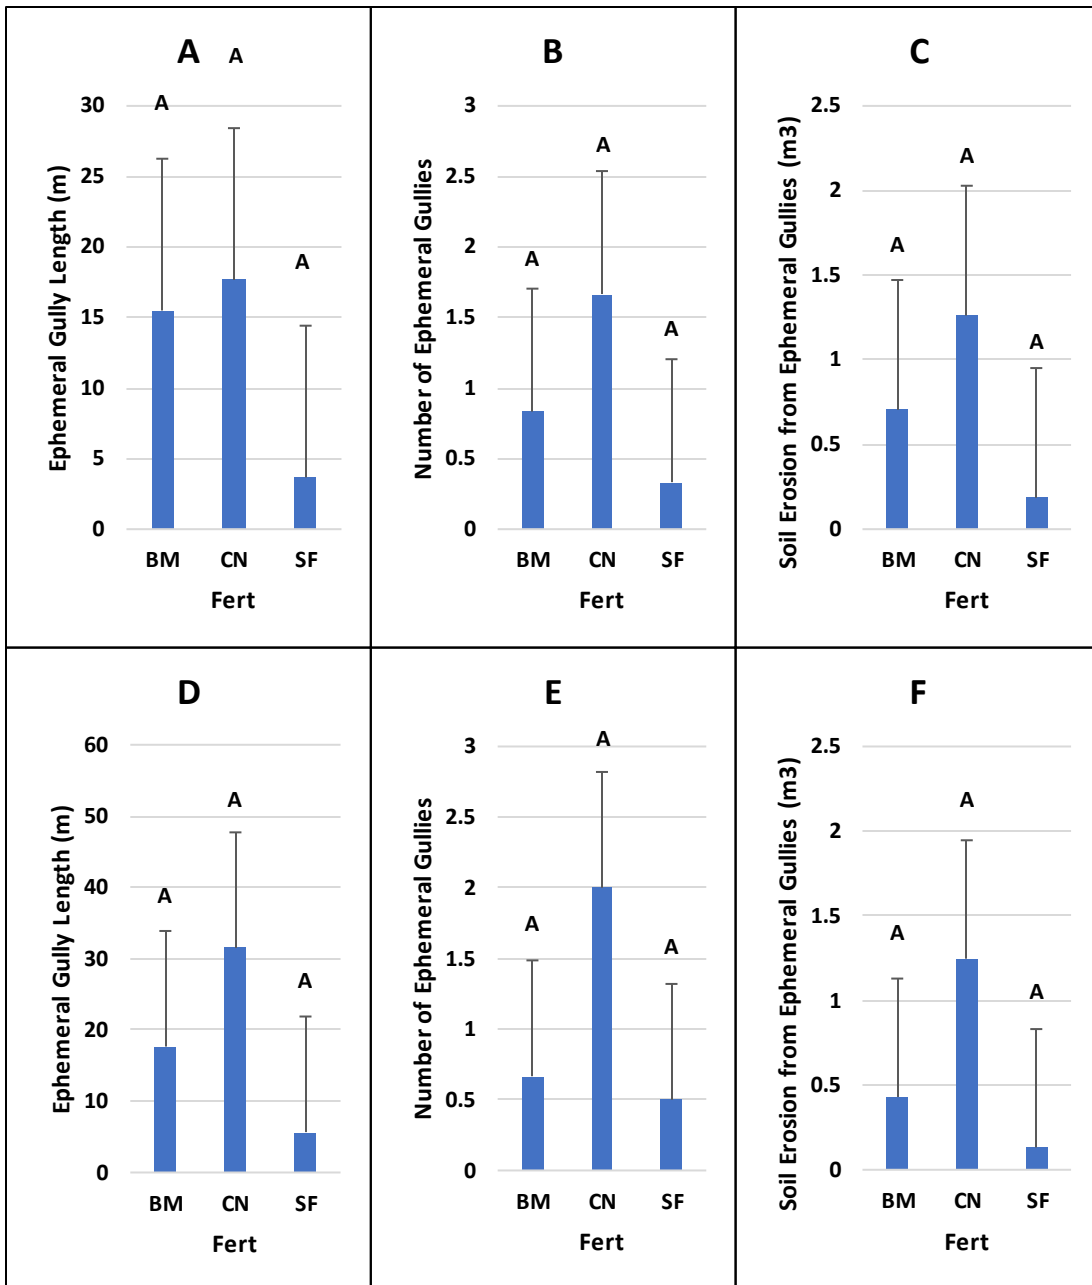 A
A
A
A
30
25
20
15
10
5
0
Ephemeral Gully Length (m)
BM CN SF
Fert
B
A
A
A
3
2.5
2
1.5
1
0.5
0
Number of Ephemeral Gullies
BM CN SF
Fert
C
A
A
A
2.5
2
1.5
1
0.5
0
Soil Erosion from Ephemeral Gullies (m3)
BM CN SF
Fert
D
A
A
A
60
50
40
30
20
10
0
Ephemeral Gully Length (m)
BM CN SF
Fert
E
A
A
A
3
2.5
2
1.5
1
0.5
0
Number of Ephemeral Gullies
BM CN SF
Fert
F
A
A
A
2.5
2
1.5
1
0.5
0
Soil Erosion from Ephemeral Gullies (m3)
BM CN SF
Fert